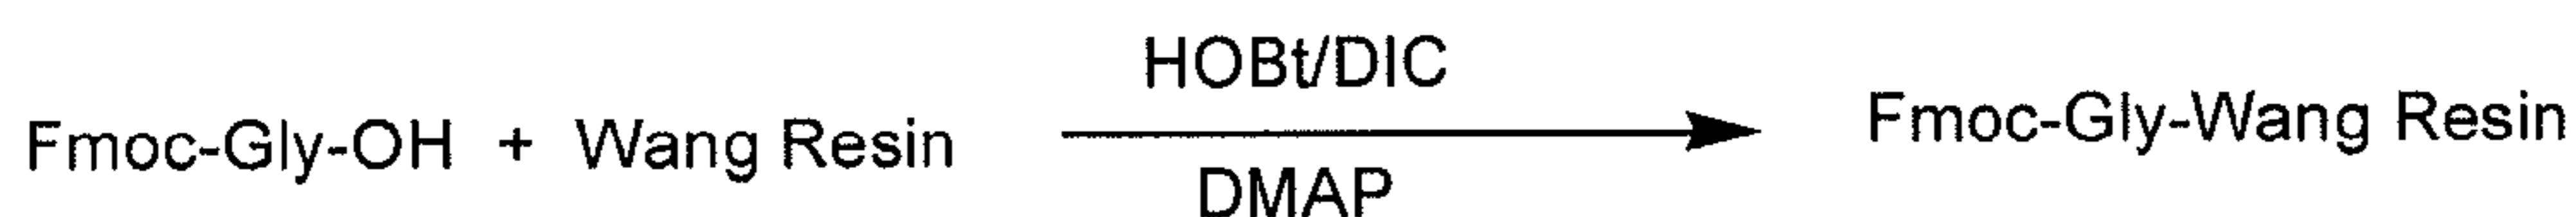 HOBt/DIC
Fmoc-Gly-OH + Wang Resin Fmoc-Gly-Wang Resin
DMAP